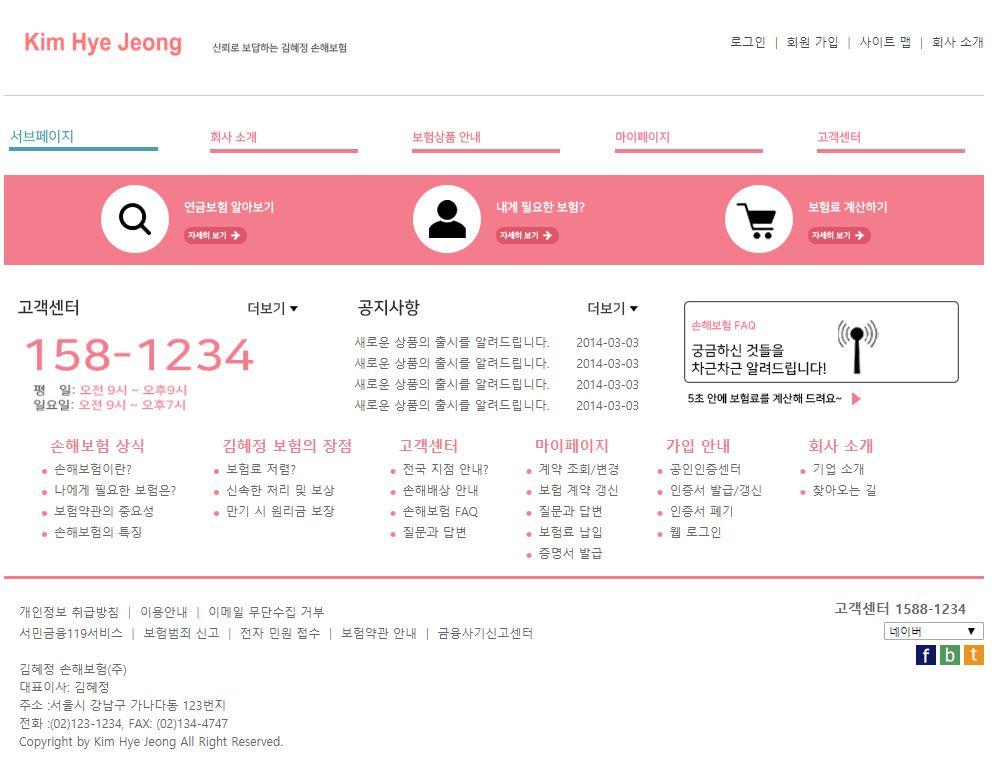 Kim Hye Jeong 신뢰로 보답하는 김혜정 손해보험 로그인 | 회원 가입 | 사이트 맵 | 회사 소개
서브페이지 회사 소개 보험상품 안내 마이페이지 고객센터
연금보험 알아보기 내게 필요한 보험? 보험료 계산하기
자세히 보기 → 자세히 보기 → 자세히 보기 →
고객센터 더보기 ▼
158-1234
평 일: 오전 9시 ~ 오후9시
일요일: 오전 9시 ~ 오후7시
공지사항 더보기 ▼
새로운 상품의 출시를 알려드립니다. 2014-03-03
새로운 상품의 출시를 알려드립니다. 2014-03-03
새로운 상품의 출시를 알려드립니다. 2014-03-03
새로운 상품의 출시를 알려드립니다. 2014-03-03
손해보험 FAQ
궁금하신 것들을
차근차근 알려드립니다!
5초 안에 보험료를 계산해 드려요~ ▶
손해보험 상식
손해보험이란?
나에게 필요한 보험은?
보험약관의 중요성
손해보험의 특징
김혜정 보험의 장점
보험료 저렴?
신속한 처리 및 보상
만기 시 원리금 보장
고객센터
전국 지점 안내?
손해배상 안내
손해보험 FAQ
질문과 답변
마이페이지
계약 조회/변경
보험 계약 갱신
질문과 답변
보험료 납입
증명서 발급
가입 안내
공인인증센터
인증서 발급/갱신
인증서 폐기
웹 로그인
회사 소개
기업 소개
찾아오는 길
개인정보 취급방침 | 이용안내 | 이메일 무단수집 거부
서민금융119서비스 | 보험범죄 신고 | 전자 민원 접수 | 보험약관 안내 | 금융사기신고센터
고객센터 1588-1234
네이버 ▼
f b t
김혜정 손해보험(주)
대표이사: 김혜정
주소 :서울시 강남구 가나다동 123번지
전화 :(02)123-1234, FAX: (02)134-4747
Copyright by Kim Hye Jeong All Right Reserved.